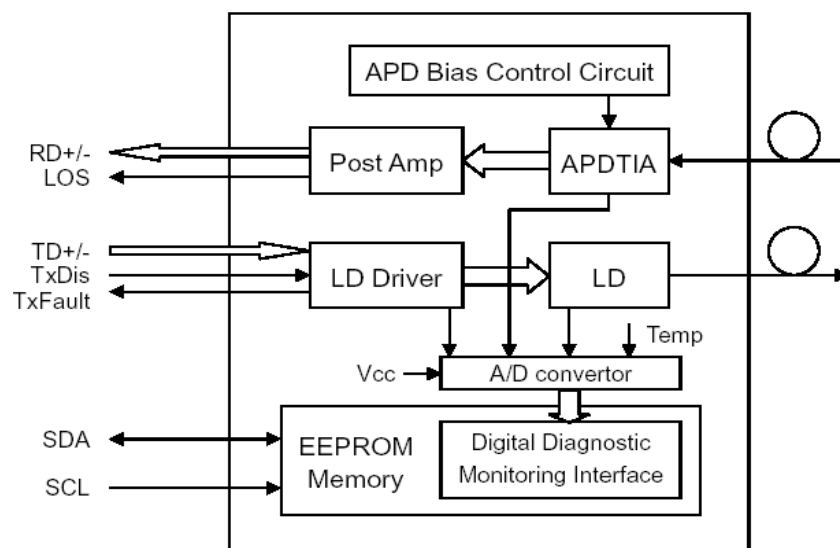 APD Bias Control Circuit
RD+/-
LOS
Post Amp
APDTIA
TD+/-
TxDis
TxFault
LD Driver
LD
Temp
Vcc
A/D convertor
SDA
SCL
EEPROM
Memory
Digital Diagnostic
Monitoring Interface